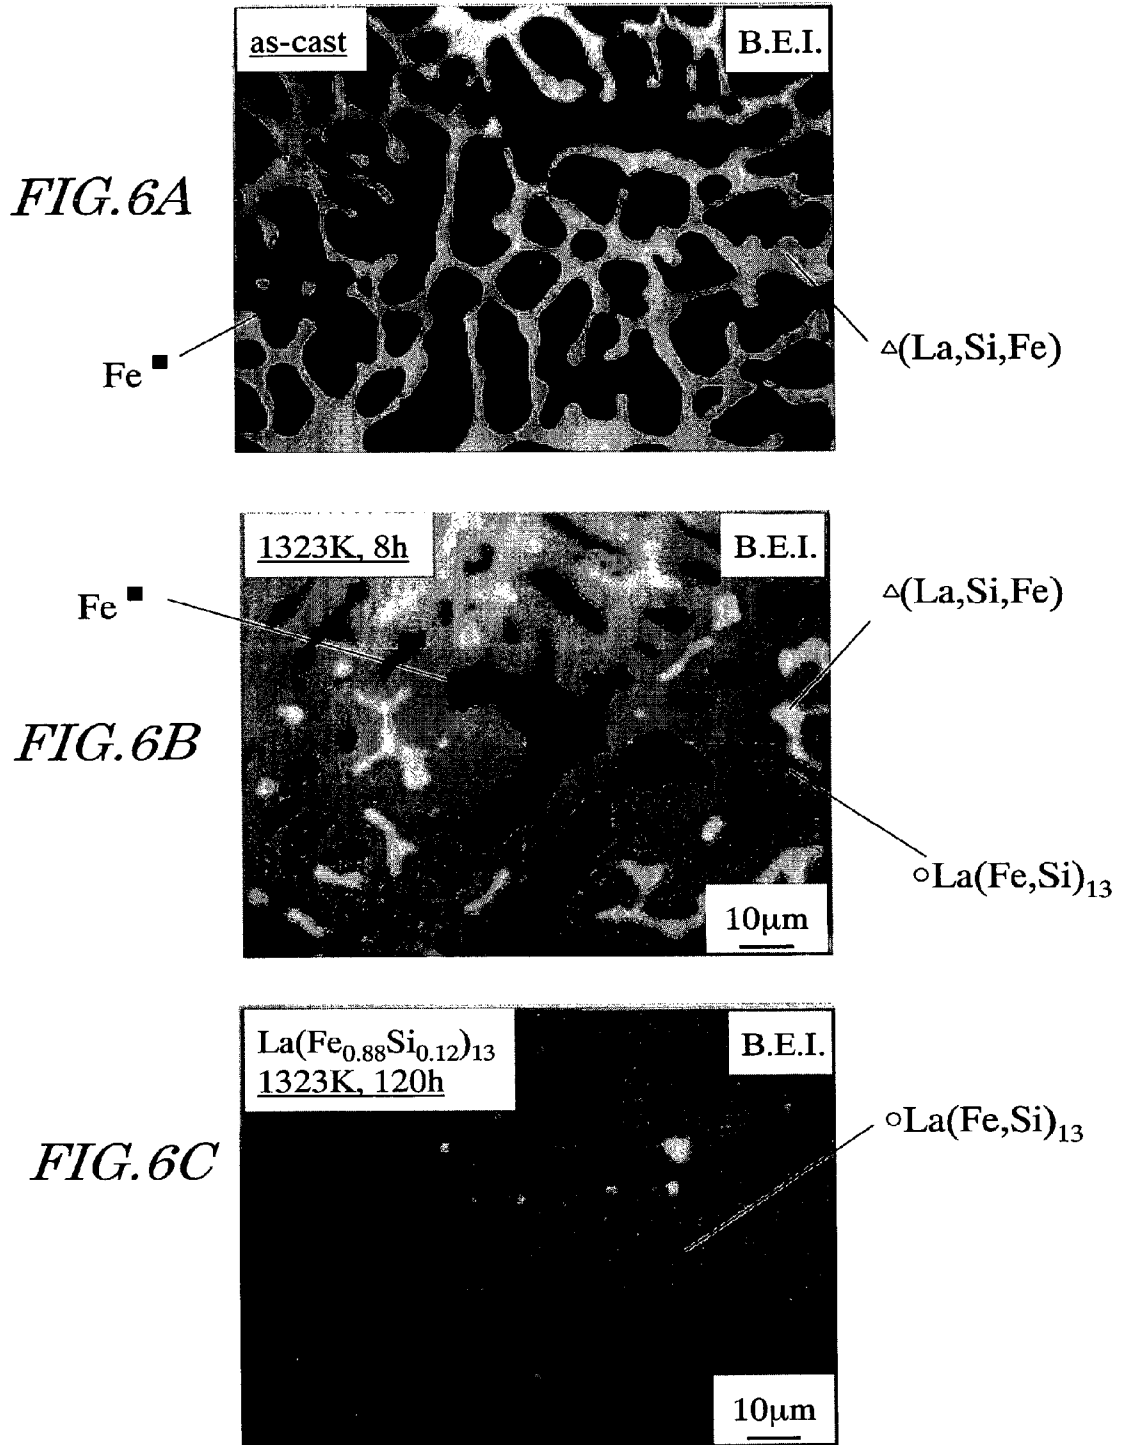 as-cast
B.E.I.
FIG.6A
Fe ■
△(La,Si,Fe)
1323K, 8h
B.E.I.
Fe ■
△(La,Si,Fe)
FIG.6B
○La(Fe,Si)₁₃
10μm
La(Fe₀.₈₈Si₀.₁₂)₁₃
1323K, 120h
B.E.I.
○La(Fe,Si)₁₃
FIG.6C
10μm